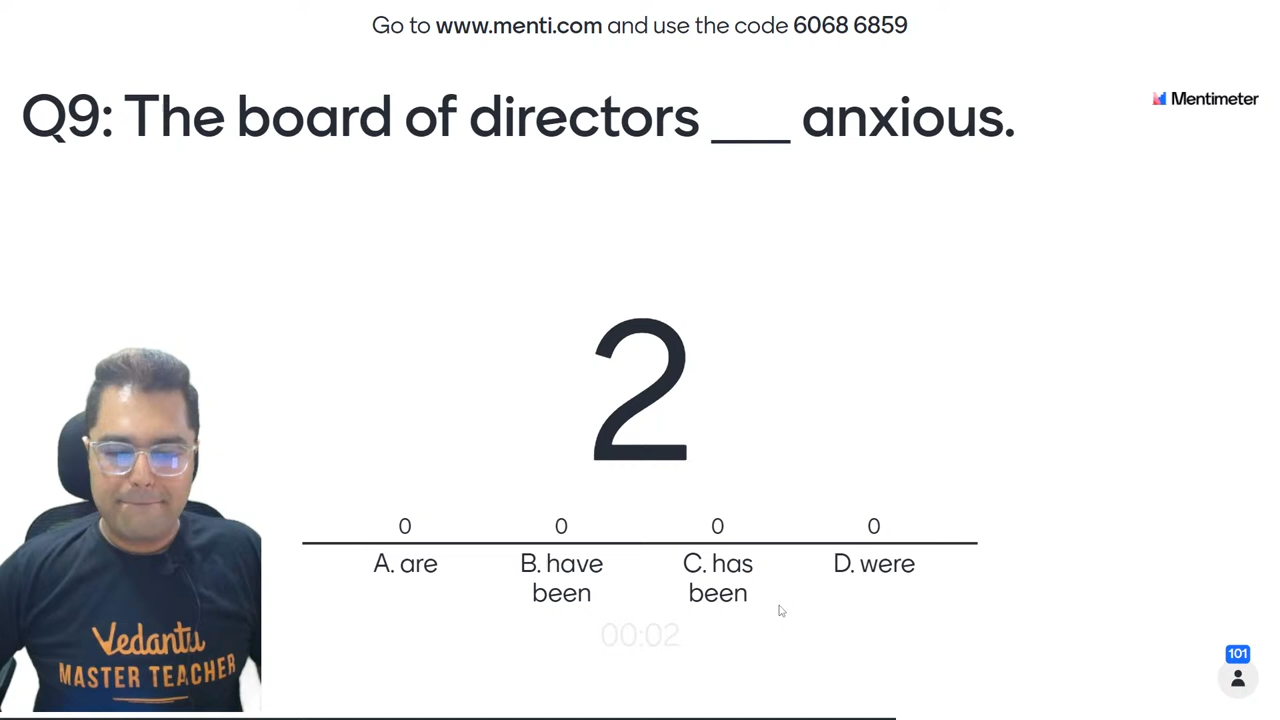 Go to www.menti.com and use the code 6068 6859
Q9: The board of directors ___ anxious.
Mentimeter
2
0
0
0
0
A. are
B. have
been
C. has
been
D. were
00:02
Vedantu
MASTER TEACHER
101